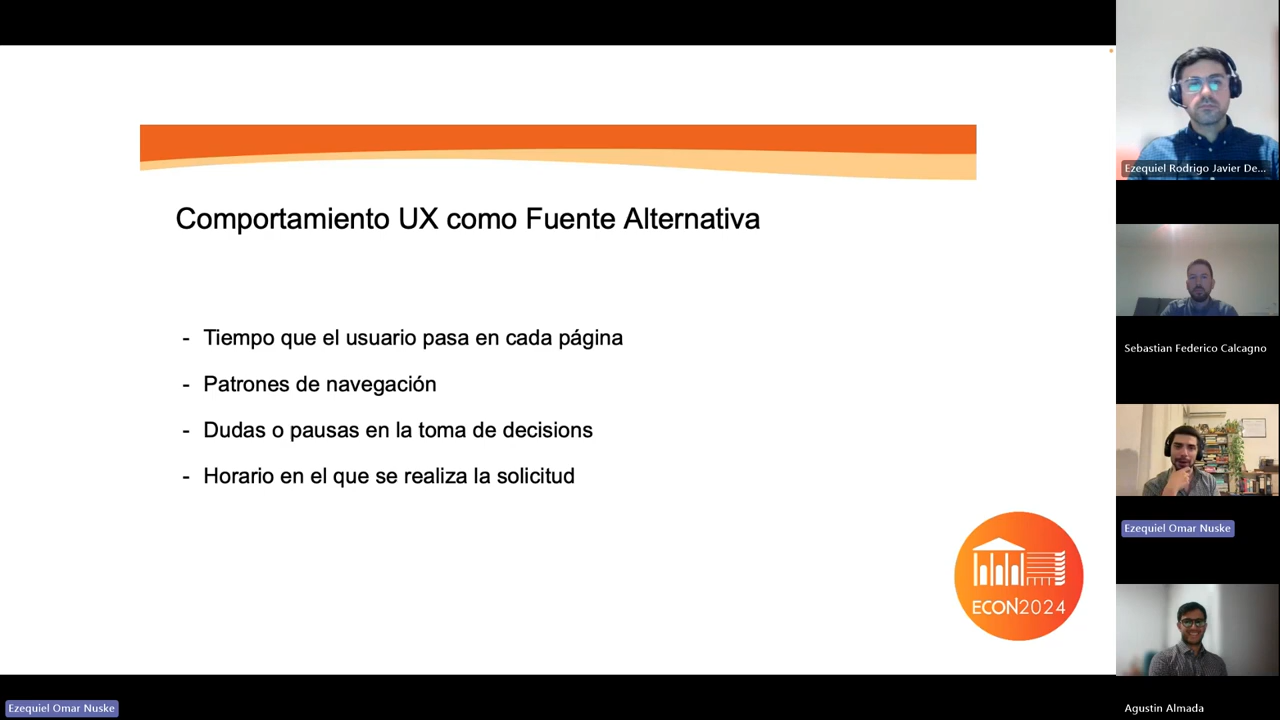 Comportamiento UX como Fuente Alternativa
- Tiempo que el usuario pasa en cada página
- Patrones de navegación
- Dudas o pausas en la toma de decisions
- Horario en el que se realiza la solicitud
ECON2024
Ezequiel Rodrigo Javier De...
Sebastian Federico Calcagno
Ezequiel Omar Nuske
Agustin Almada
Ezequiel Omar Nuske